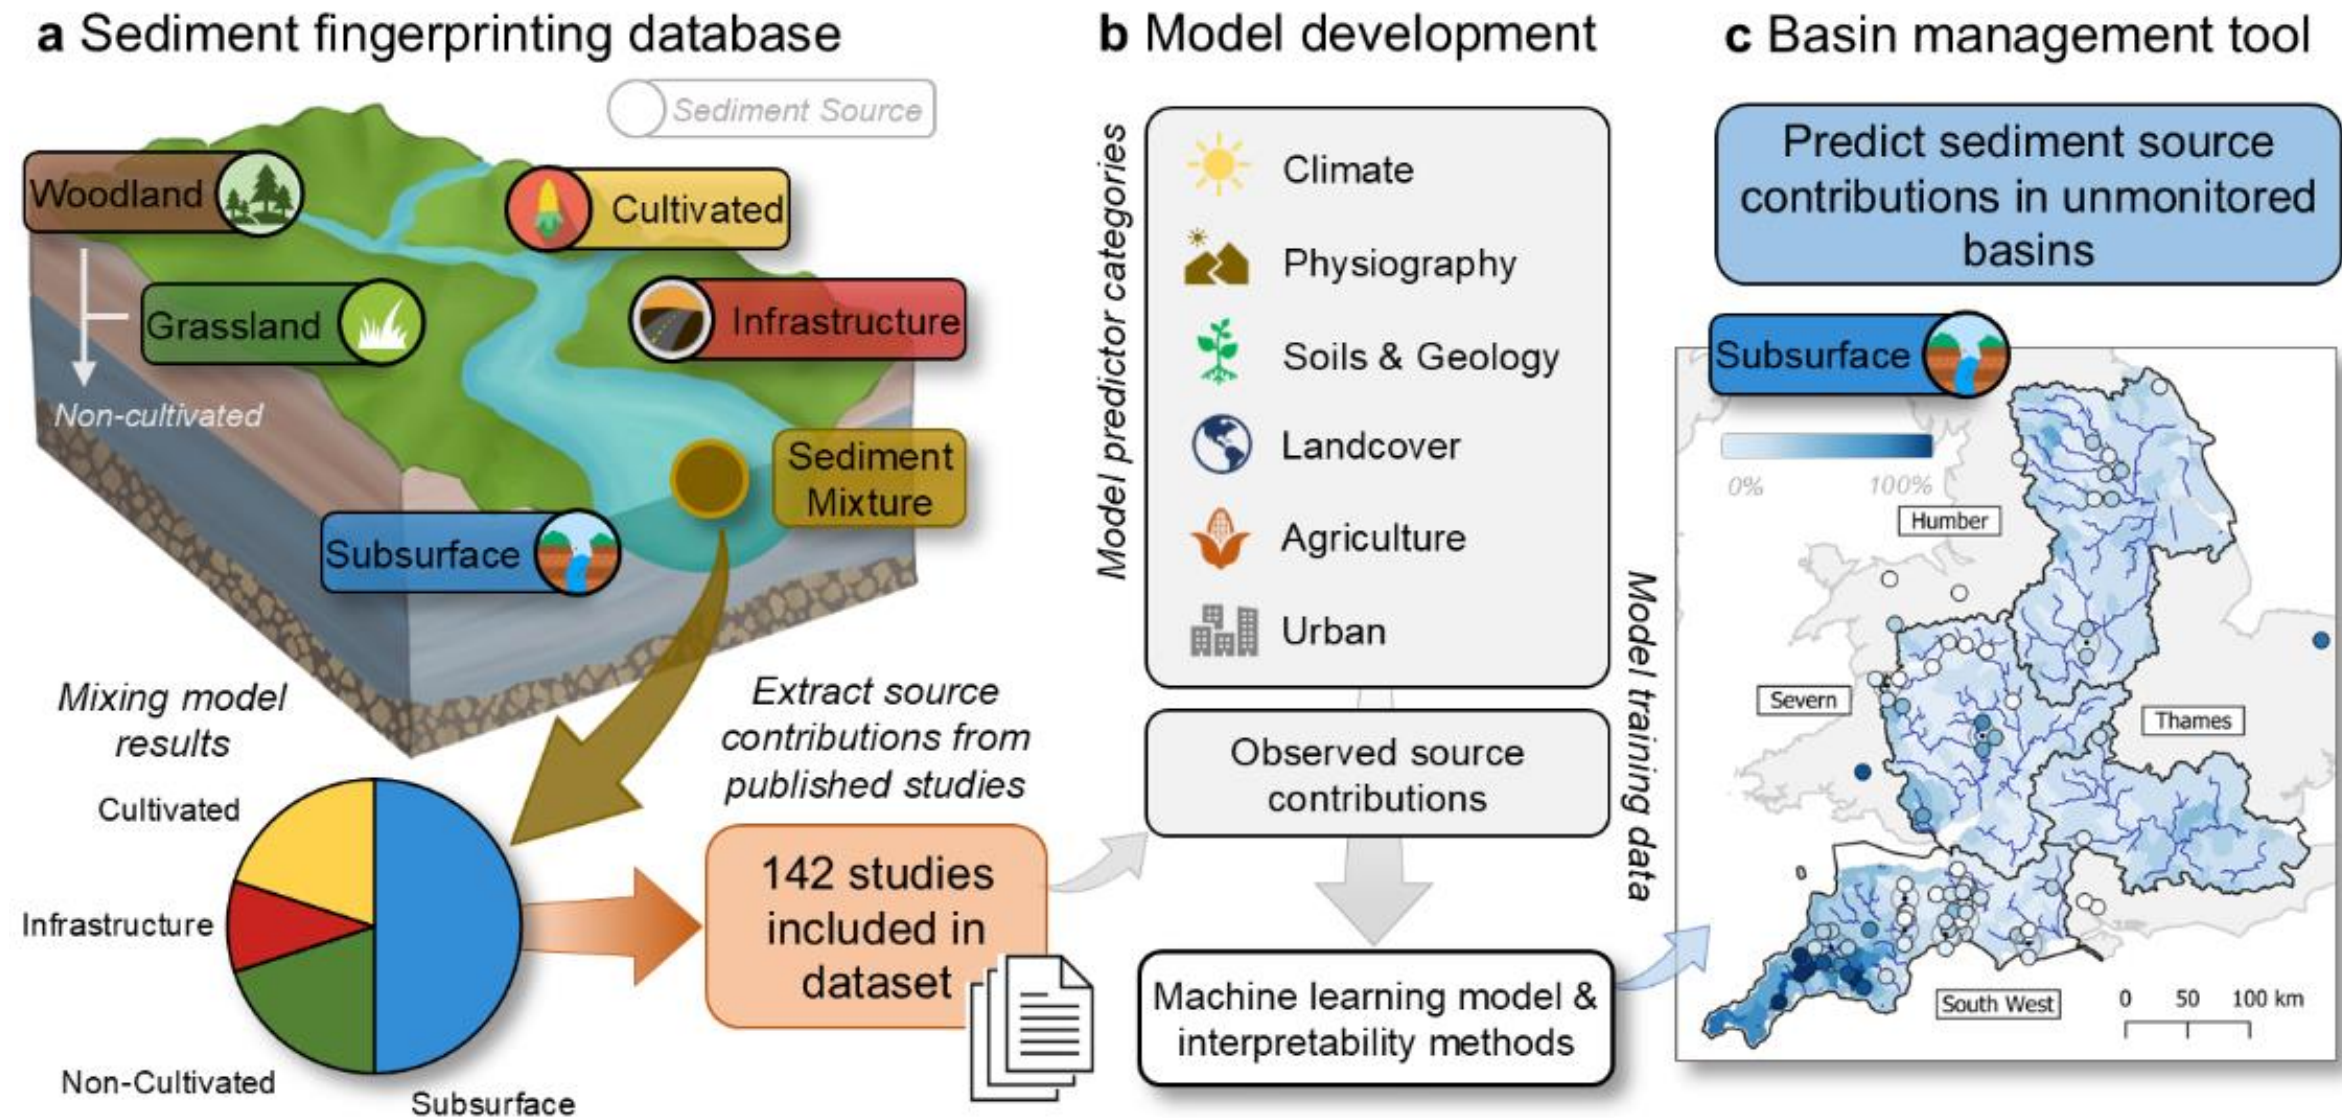 a Sediment fingerprinting database
Sediment Source
Woodland
Cultivated
Grassland
Infrastructure
Non-cultivated
Sediment
Mixture
Subsurface
Mixing model
results
Extract source
contributions from
published studies
Cultivated
Infrastructure
Non-Cultivated
Subsurface
142 studies
included in
dataset
b Model development
Model predictor categories
Climate
Physiography
Soils & Geology
Landcover
Agriculture
Urban
Observed source
contributions
Machine learning model &
interpretability methods
Model training data
c Basin management tool
Predict sediment source
contributions in unmonitored
basins
Subsurface
0%
100%
Humber
Severn
Thames
South West
0 50 100 km